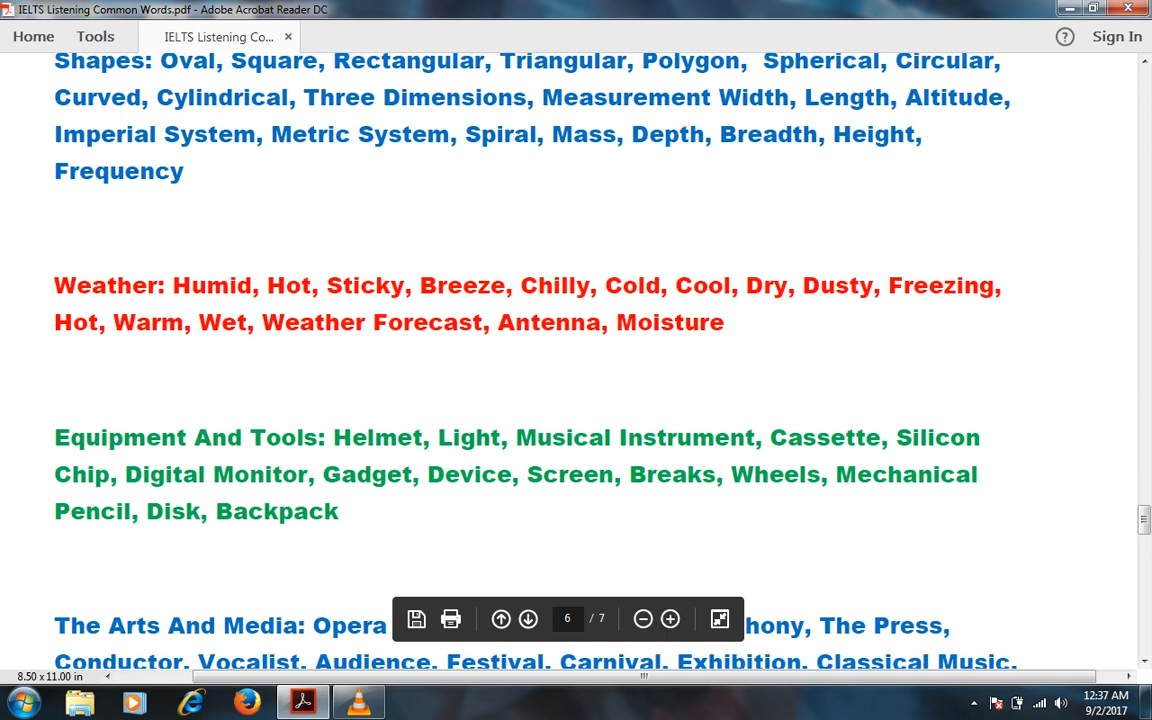 IELTS Listening Common Words.pdf - Adobe Acrobat Reader DC
Home Tools IELTS Listening Co... × ? Sign In
Shapes: Oval, Square, Rectangular, Triangular, Polygon, Spherical, Circular,
Curved, Cylindrical, Three Dimensions, Measurement Width, Length, Altitude,
Imperial System, Metric System, Spiral, Mass, Depth, Breadth, Height,
Frequency
Weather: Humid, Hot, Sticky, Breeze, Chilly, Cold, Cool, Dry, Dusty, Freezing,
Hot, Warm, Wet, Weather Forecast, Antenna, Moisture
Equipment And Tools: Helmet, Light, Musical Instrument, Cassette, Silicon
Chip, Digital Monitor, Gadget, Device, Screen, Breaks, Wheels, Mechanical
Pencil, Disk, Backpack
The Arts And Media: Opera hony, The Press,
Conductor, Vocalist, Audience, Festival, Carnival, Exhibition, Classical Music,
6 / 7
8.50 x 11.00 in
12:37 AM
9/2/2017